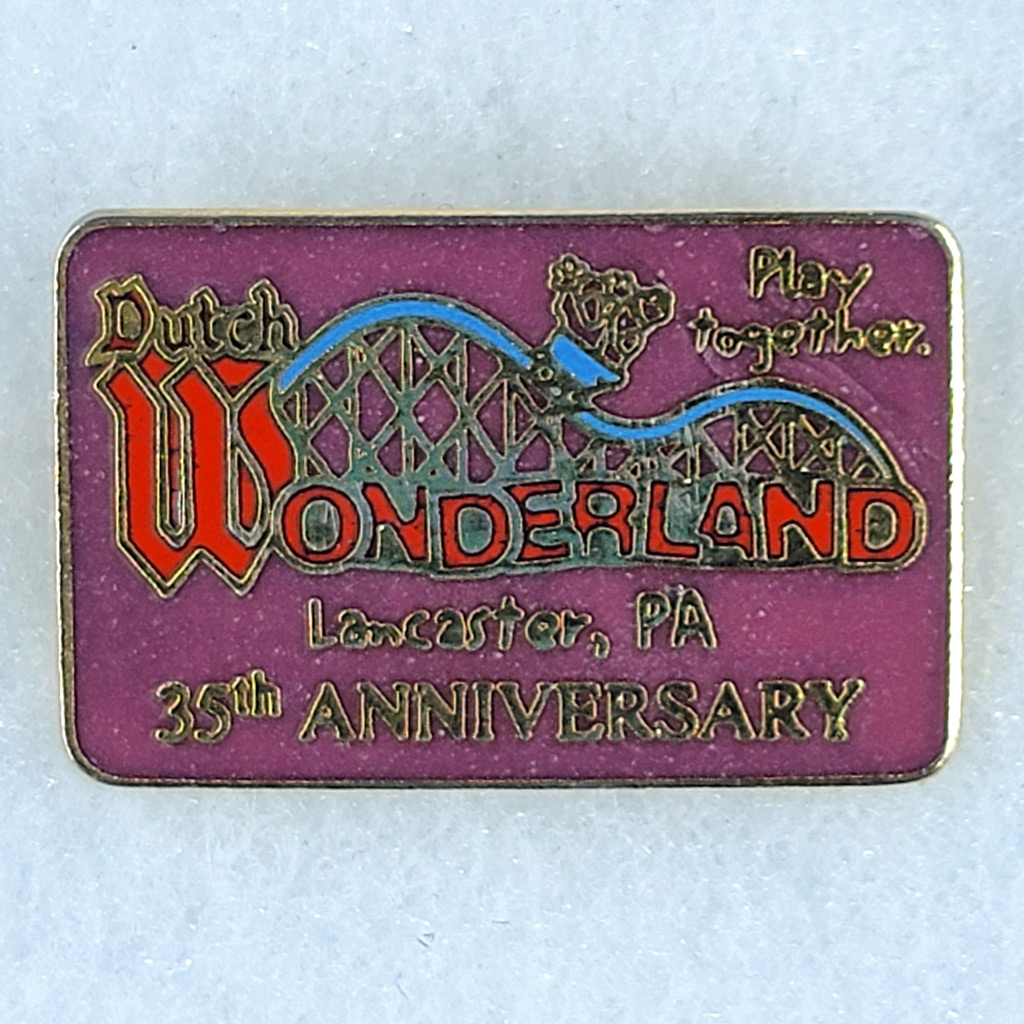 Dutch
WONDERLAND
Play
together.
Lancaster, PA
35th ANNIVERSARY